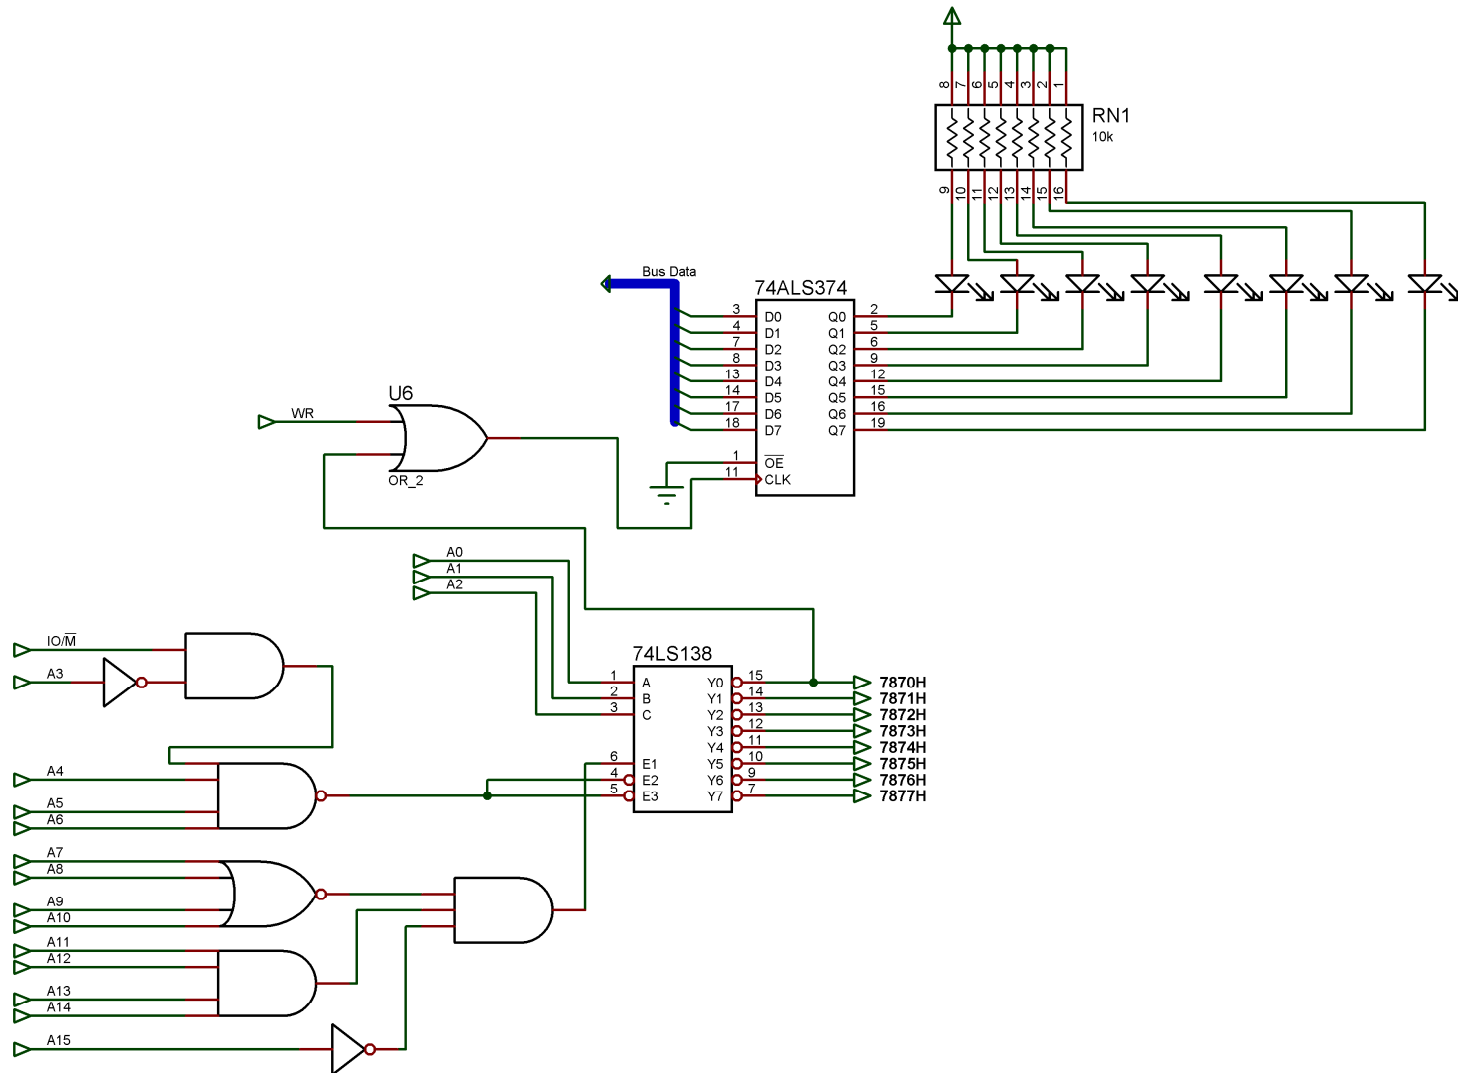 8 7 6 5 4 3 2 1
RN1
10k
9 10 11 12 13 14 15 16
Bus Data
74ALS374
3 D0 Q0 2
4 D1 Q1 5
7 D2 Q2 6
8 D3 Q3 9
13 D4 Q4 12
14 D5 Q5 15
17 D6 Q6 16
18 D7 Q7 19
1 OE
11 CLK
U6
WR
OR_2
A0
A1
A2
IO/M
A3
74LS138
1 A Y0 15 7870H
2 B Y1 14 7871H
3 C Y2 13 7872H
Y3 12 7873H
Y4 11 7874H
6 E1 Y5 10 7875H
4 E2 Y6 9 7876H
5 E3 Y7 7 7877H
A4
A5
A6
A7
A8
A9
A10
A11
A12
A13
A14
A15